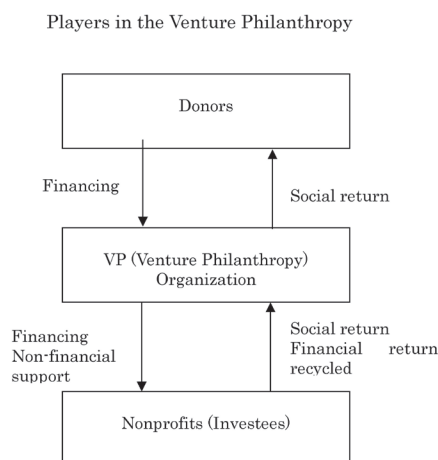 Players in the Venture Philanthropy
Donors
Financing
Social return
VP (Venture Philanthropy)
Organization
Financing
Non-financial
support
Social return
Financial return
recycled
Nonprofits (Investees)